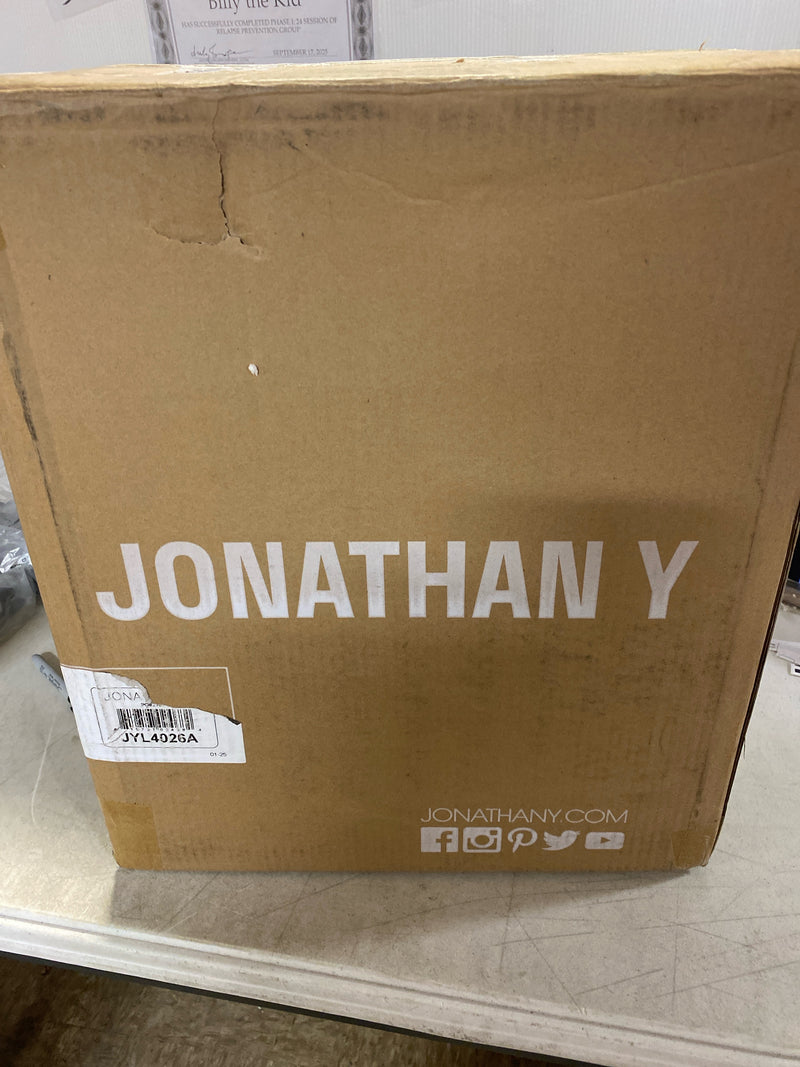 Billy the Kid
HAS SUCCESSFULLY COMPLETED PHASE 1:24 SESSION OF
RELAPSE PREVENTION GROUP
SEPTEMBER 17, 2025
JONATHAN Y
JONA
JYL4026A
01-25
JONATHANY.COM